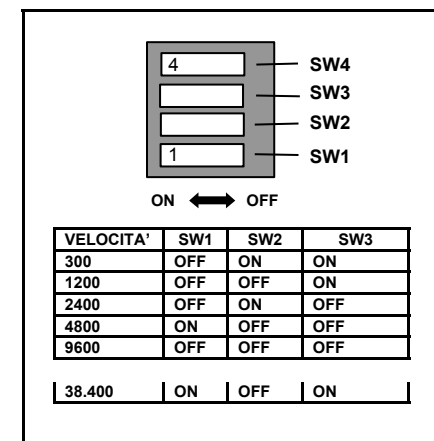 4 SW4
SW3
SW2
1 SW1
ON OFF
VELOCITA' SW1 SW2 SW3
300 OFF ON ON
1200 OFF OFF ON
2400 OFF ON OFF
4800 ON OFF OFF
9600 OFF OFF OFF
38.400 ON OFF ON